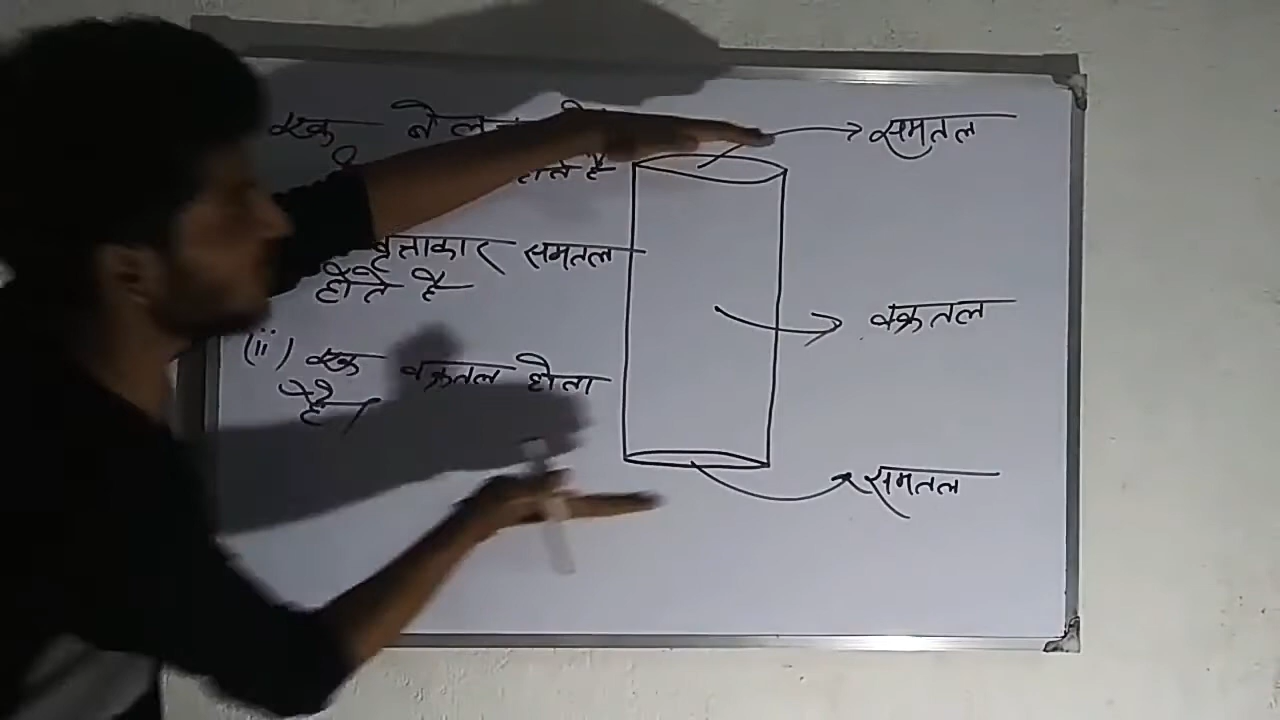 एक
होते है
वृत्ताकार समतल
होते है
(ii) एक वक्रतल होता
है।
समतल
वक्रतल
समतल